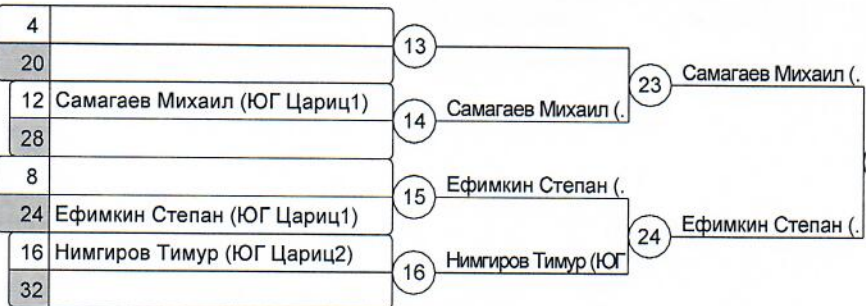 4
20
13
12 Самагаев Михаил (ЮГ Цариц1)
28
14
Самагаев Михаил (.
23
Самагаев Михаил (.
8
24 Ефимкин Степан (ЮГ Цариц1)
15
Ефимкин Степан (.
16 Нимгиров Тимур (ЮГ Цариц2)
32
16
Нимгиров Тимур (ЮГ
24
Ефимкин Степан (.